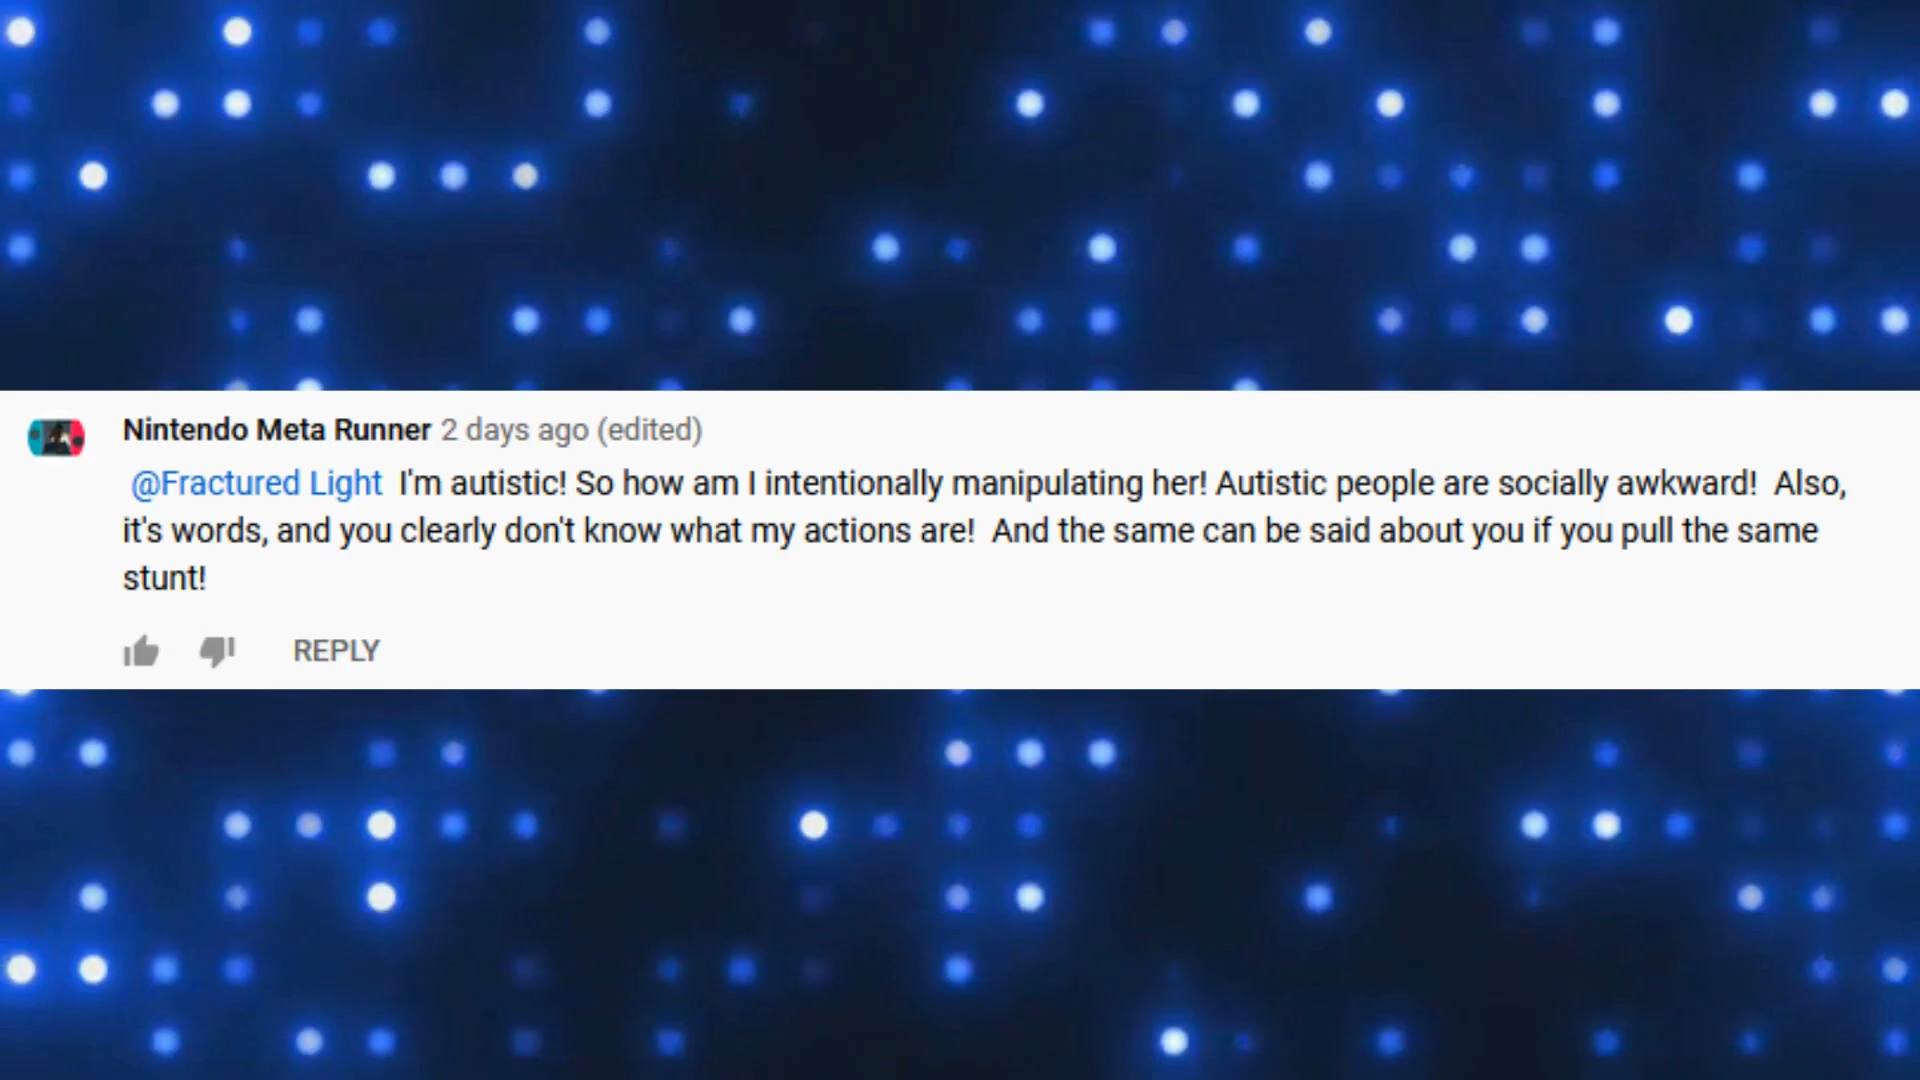 Nintendo Meta Runner 2 days ago (edited)
@Fractured Light I'm autistic! So how am I intentionally manipulating her! Autistic people are socially awkward!  Also,
it's words, and you clearly don't know what my actions are!  And the same can be said about you if you pull the same
stunt!
REPLY